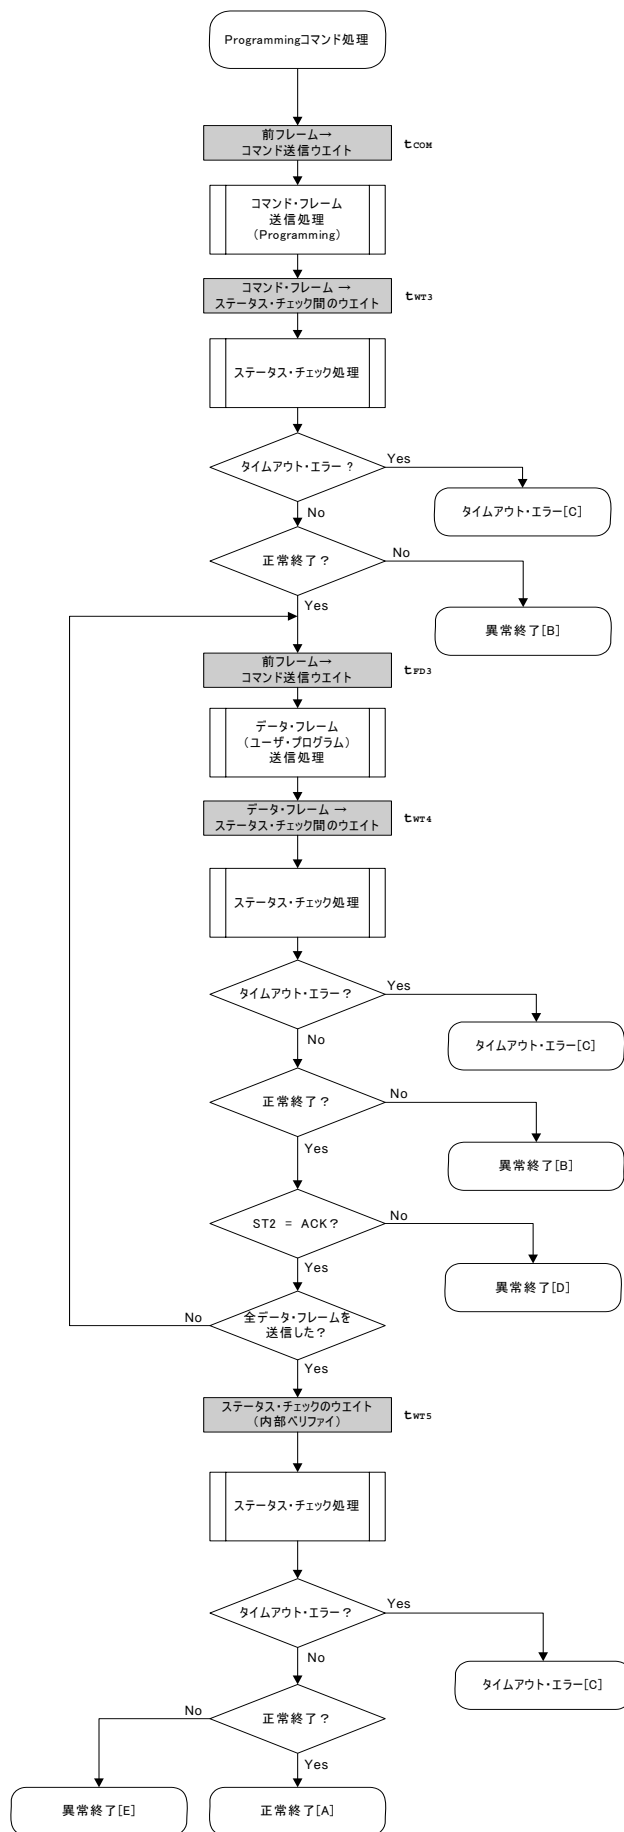 Programmingコマンド処理
前フレーム→
コマンド送信ウエイト
tCOM
コマンド・フレーム
送信処理
(Programming)
コマンド・フレーム →
ステータス・チェック間のウエイト
tWT3
ステータス・チェック処理
タイムアウト・エラー ?
Yes
タイムアウト・エラー[C]
No
正常終了?
No
異常終了[B]
Yes
前フレーム→
コマンド送信ウエイト
tFD3
データ・フレーム
(ユーザ・プログラム)
送信処理
データ・フレーム →
ステータス・チェック間のウエイト
tWT4
ステータス・チェック処理
タイムアウト・エラー?
Yes
タイムアウト・エラー[C]
No
正常終了?
No
異常終了[B]
Yes
ST2 = ACK?
No
異常終了[D]
Yes
全データ・フレームを
送信した?
No
Yes
ステータス・チェックのウエイト
(内部ベリファイ)
tWT5
ステータス・チェック処理
タイムアウト・エラー?
Yes
タイムアウト・エラー[C]
No
正常終了?
No
Yes
異常終了[E]
正常終了[A]